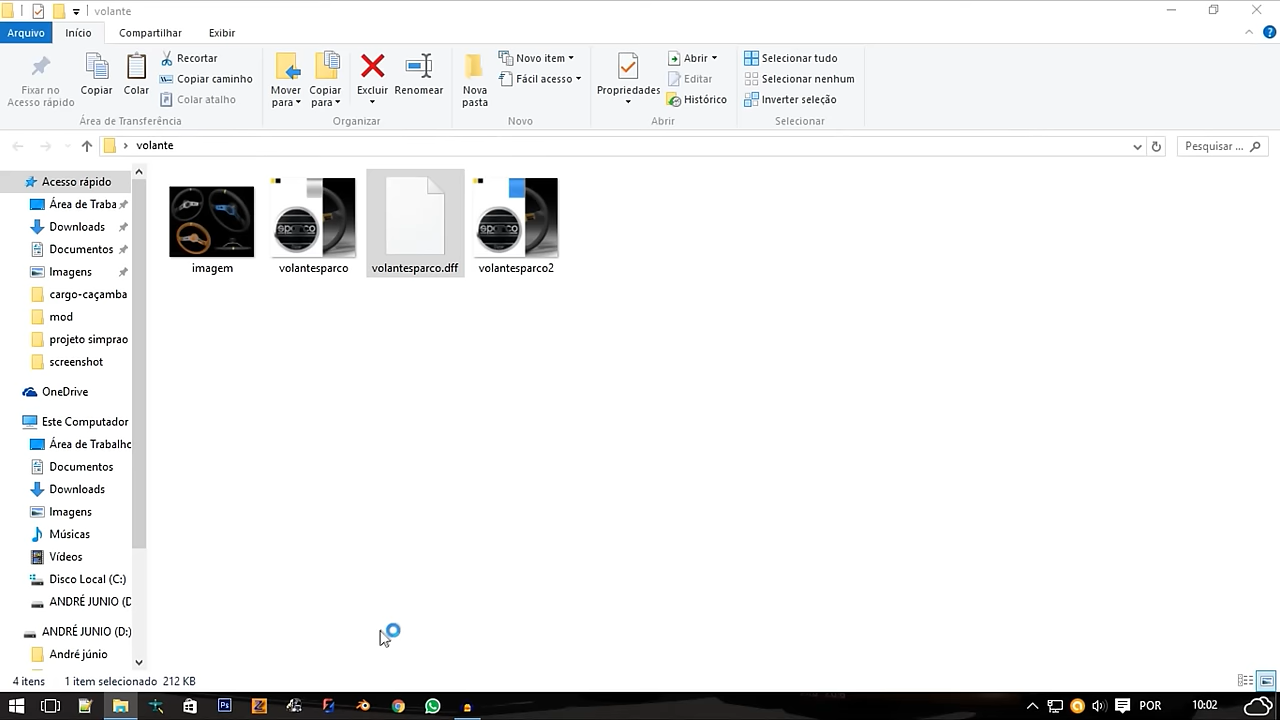 volante
Arquivo
Início
Compartilhar
Exibir
Fixar no
Acesso rápido
Copiar
Colar
Recortar
Copiar caminho
Colar atalho
Área de Transferência
Mover
para
Copiar
para
Excluir
Renomear
Organizar
Nova
pasta
Novo item
Fácil acesso
Novo
Propriedades
Abrir
Editar
Histórico
Abrir
Selecionar tudo
Selecionar nenhum
Inverter seleção
Selecionar
volante
Pesquisar ...
Acesso rápido
Área de Traba
Downloads
Documentos
Imagens
cargo-caçamba
mod
projeto simprao
screenshot
OneDrive
Este Computador
Área de Trabalho
Documentos
Downloads
Imagens
Músicas
Vídeos
Disco Local (C:)
ANDRÉ JUNIO (D
ANDRÉ JUNIO (D:)
André júnio
sparco
sparco
imagem
volantesparco
volantesparco.dff
volantesparco2
4 itens
1 item selecionado 212 KB
Ps
POR
10:02